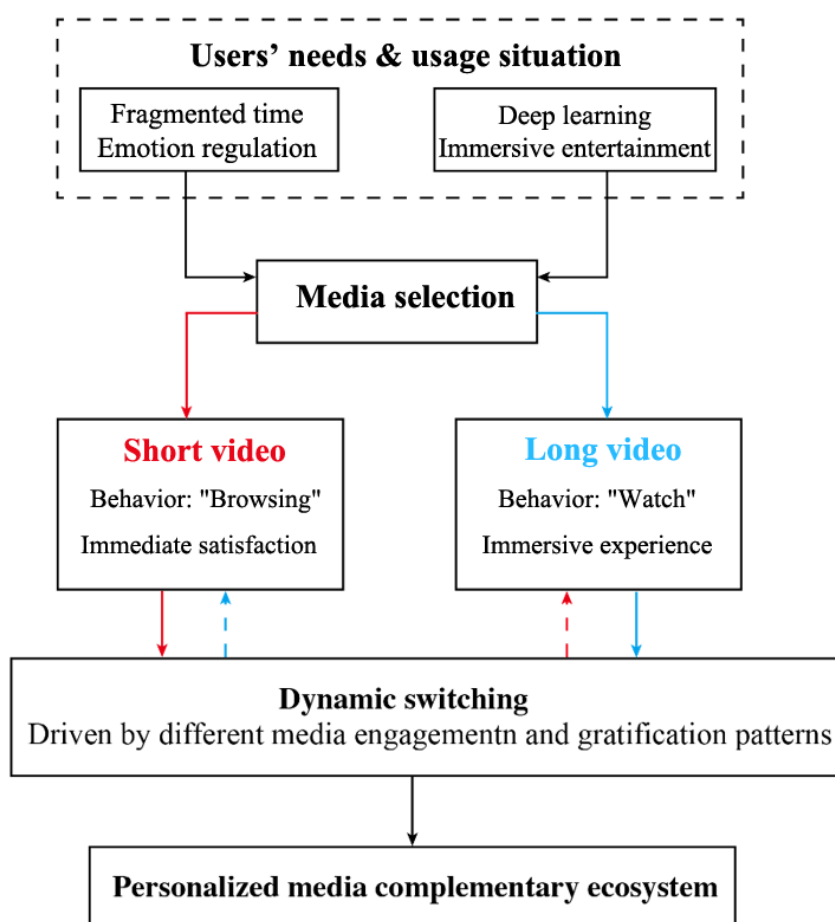 Users’ needs & usage situation
Fragmented time
Emotion regulation
Deep learning
Immersive entertainment
Media selection
Short video
Behavior: "Browsing"
Immediate satisfaction
Long video
Behavior: "Watch"
Immersive experience
Dynamic switching
Driven by different media engagementn and gratification patterns
Personalized media complementary ecosystem